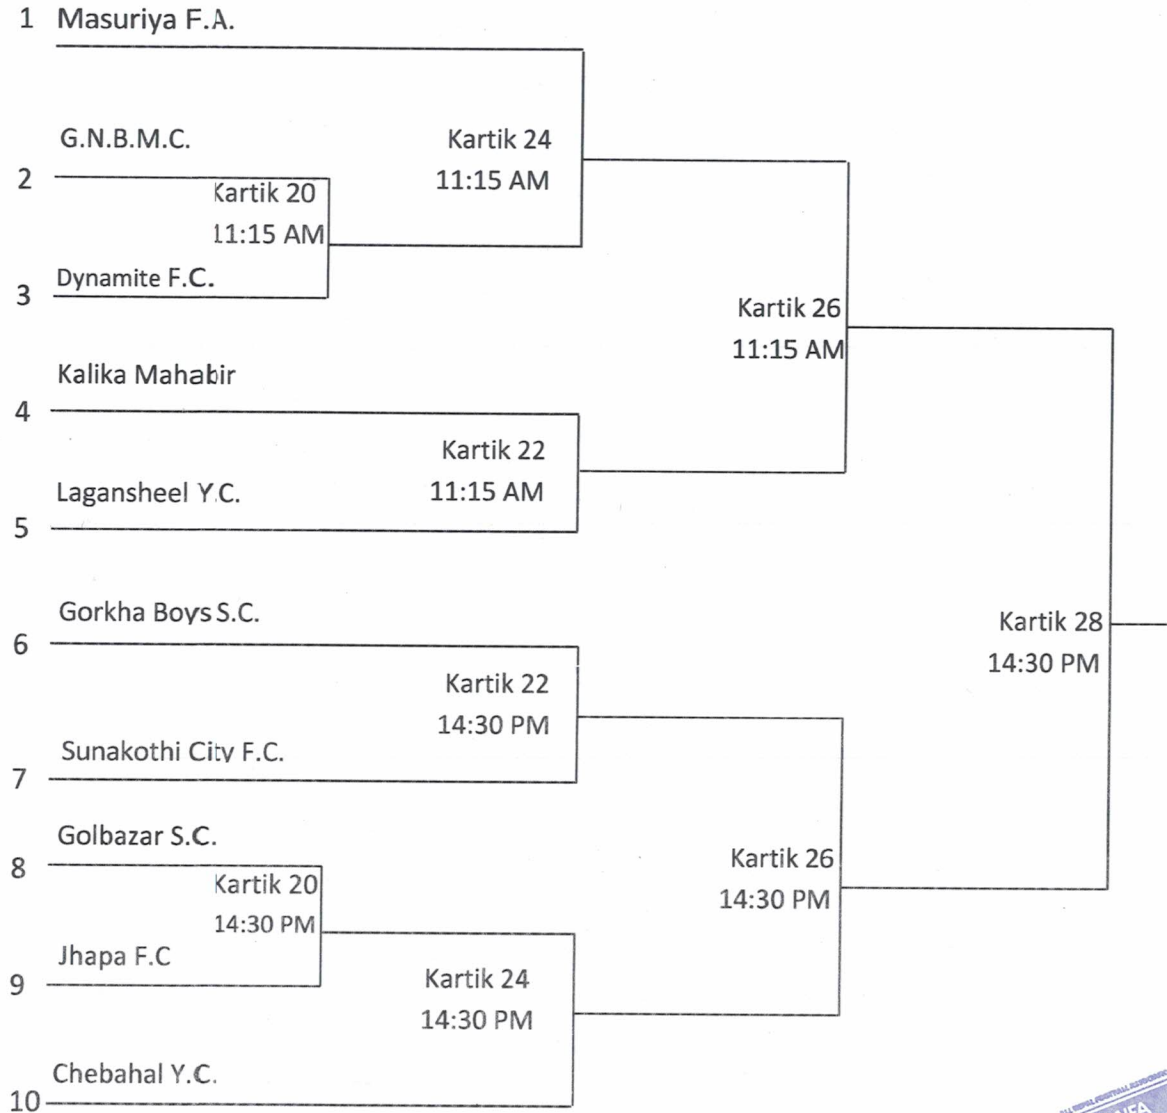 1 Masuriya F.A.
G.N.B.M.C.
Kartik 24
2
Kartik 20
11:15 AM
11:15 AM
3 Dynamite F.C.
Kartik 26
11:15 AM
Kalika Mahabir
4
Kartik 22
Lagansheel Y.C.
11:15 AM
5
Gorkha Boys S.C.
6
Kartik 28
14:30 PM
Kartik 22
14:30 PM
Sunakothi City F.C.
7
Golbazar S.C.
8
Kartik 20
14:30 PM
Kartik 26
14:30 PM
Jhapa F.C
9
Kartik 24
14:30 PM
Chebahal Y.C.
10